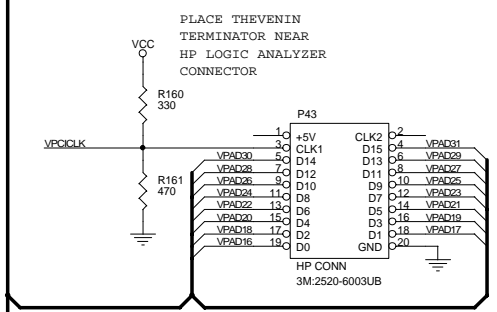 PLACE THEVENIN
TERMINATOR NEAR
HP LOGIC ANALYZER
CONNECTOR
VCC
R160
330
VPCICLK
R161
470
P43
1 +5V CLK2 2
3 CLK1 D15 4 VPAD31
VPAD30 5 D14 D13 6 VPAD29
VPAD28 7 D12 D11 8 VPAD27
VPAD26 9 D10 D9 10 VPAD25
VPAD24 11 D8 D7 12 VPAD23
VPAD22 13 D6 D5 14 VPAD21
VPAD20 15 D4 D3 16 VPAD19
VPAD18 17 D2 D1 18 VPAD17
VPAD16 19 D0 GND 20
HP CONN
3M:2520-6003UB